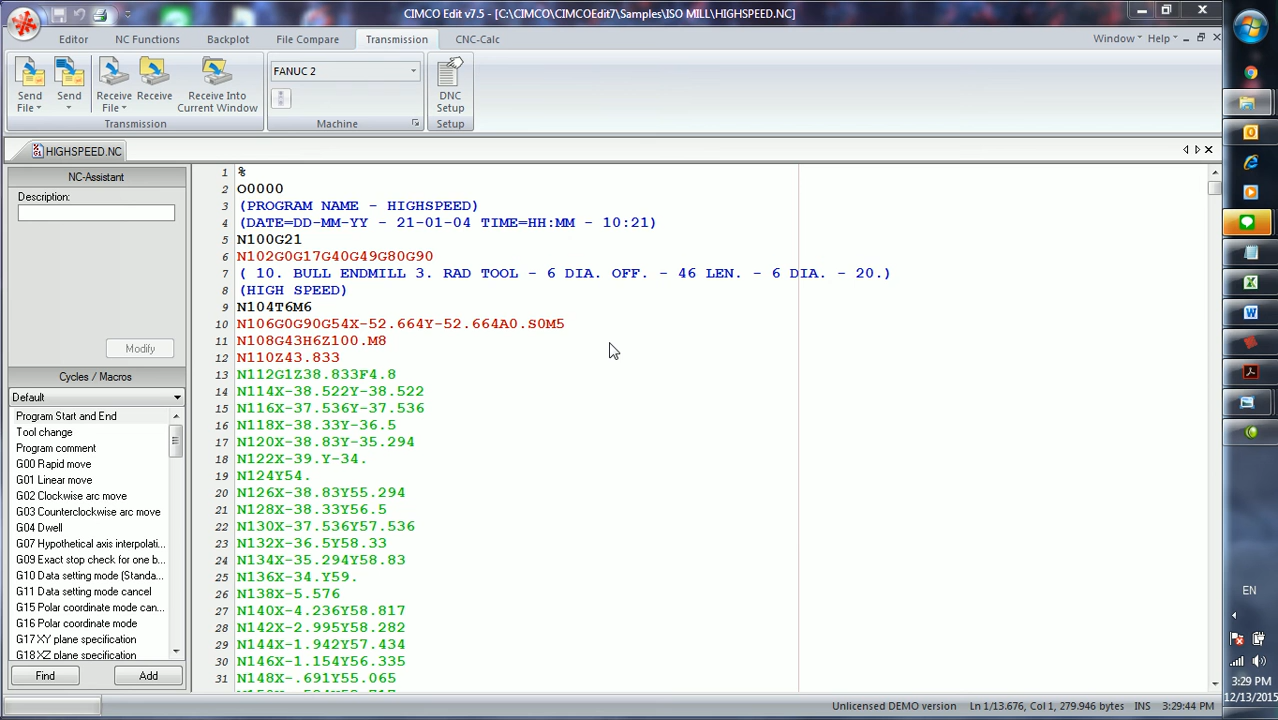 CIMCO Edit v7.5 - [C:\CIMCO\CIMCOEdit7\Samples\ISO MILL\HIGHSPEED.NC]
Editor NC Functions Backplot File Compare Transmission CNC-Calc Window Help
Send File Send Receive File Receive Receive Into Current Window
FANUC 2
DNC Setup
Transmission Machine Setup
HIGHSPEED.NC
NC-Assistant
Description:
Modify
Cycles / Macros
Default
Program Start and End
Tool change
Program comment
G00 Rapid move
G01 Linear move
G02 Clockwise arc move
G03 Counterclockwise arc move
G04 Dwell
G07 Hypothetical axis interpolati...
G09 Exact stop check for one b...
G10 Data setting mode (Standa...
G11 Data setting mode cancel
G15 Polar coordinate mode can...
G16 Polar coordinate mode
G17 XY plane specification
G18 XZ plane specification
Find Add
1 %
2 O0000
3 (PROGRAM NAME - HIGHSPEED)
4 (DATE=DD-MM-YY - 21-01-04 TIME=HH:MM - 10:21)
5 N100G21
6 N102G0G17G40G49G80G90
7 ( 10. BULL ENDMILL 3. RAD TOOL - 6 DIA. OFF. - 46 LEN. - 6 DIA. - 20.)
8 (HIGH SPEED)
9 N104T6M6
10 N106G0G90G54X-52.664Y-52.664A0.S0M5
11 N108G43H6Z100.M8
12 N110Z43.833
13 N112G1Z38.833F4.8
14 N114X-38.522Y-38.522
15 N116X-37.536Y-37.536
16 N118X-38.33Y-36.5
17 N120X-38.83Y-35.294
18 N122X-39.Y-34.
19 N124Y54.
20 N126X-38.83Y55.294
21 N128X-38.33Y56.5
22 N130X-37.536Y57.536
23 N132X-36.5Y58.33
24 N134X-35.294Y58.83
25 N136X-34.Y59.
26 N138X-5.576
27 N140X-4.236Y58.817
28 N142X-2.995Y58.282
29 N144X-1.942Y57.434
30 N146X-1.154Y56.335
31 N148X-.691Y55.065
Unlicensed DEMO version Ln 1/13.676, Col 1, 279.946 bytes INS 3:29:44 PM
EN
3:29 PM
12/13/2015